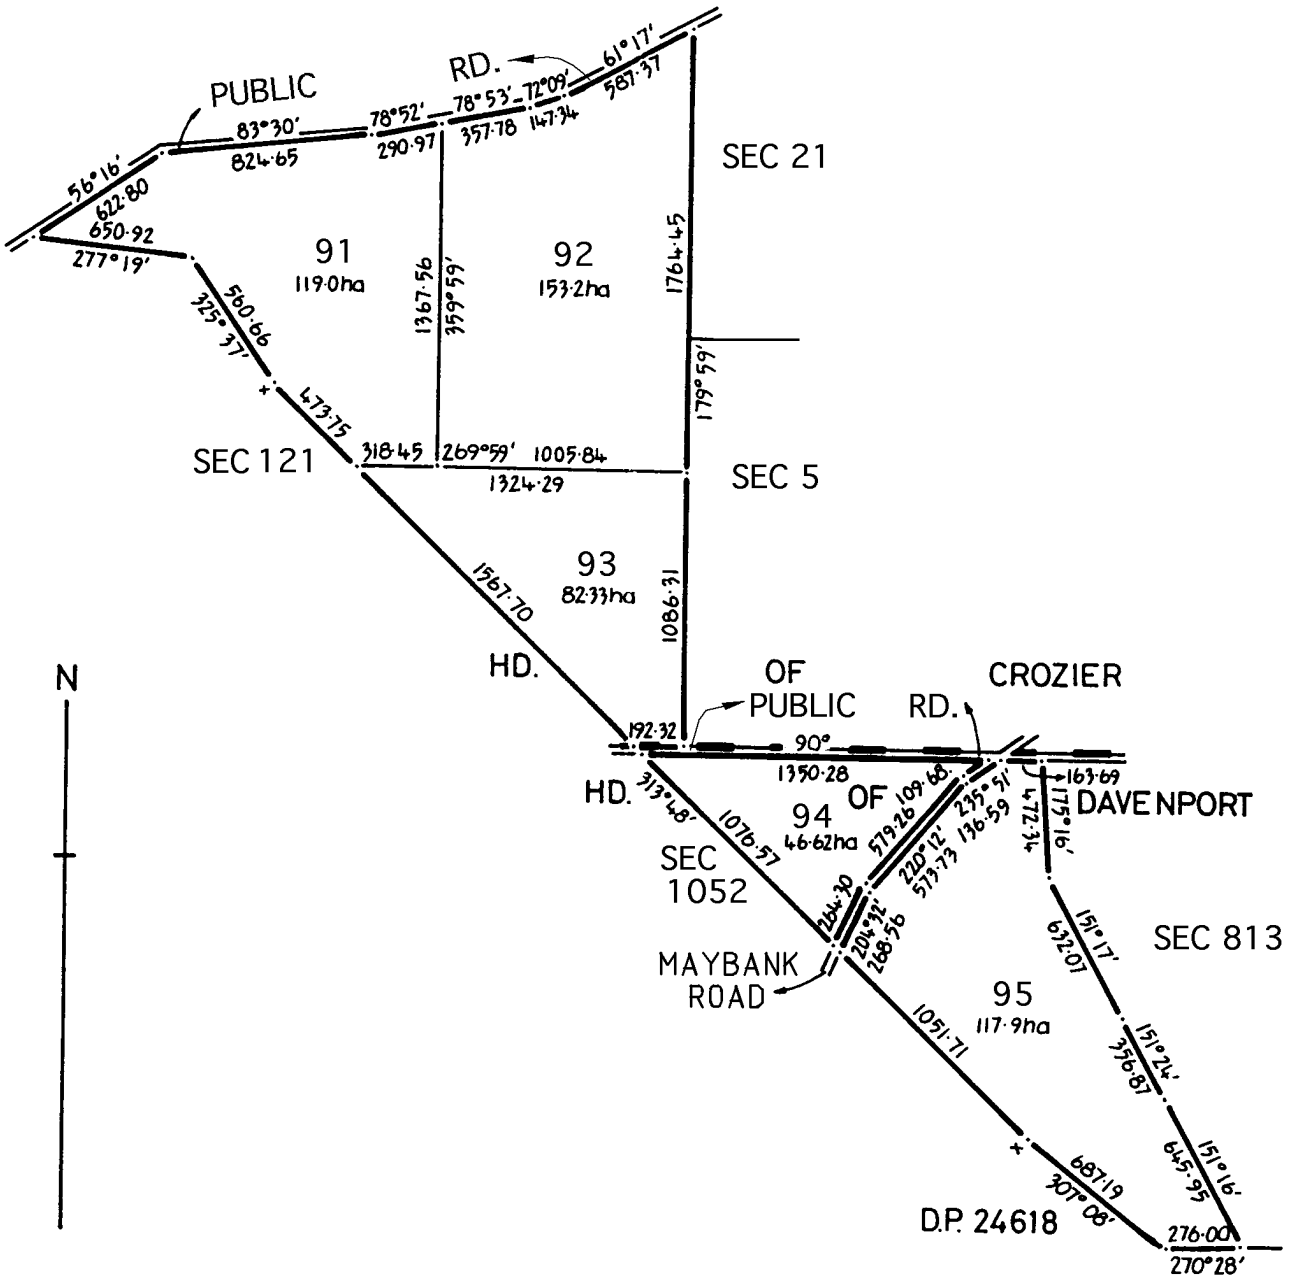 61°17'
587.37
RD.
72°09'
147.34
78°53'
357.78
PUBLIC
78°52'
290.97
83°30'
824.65
56°16'
622.80
650.92
277°19'
SEC 21
91
119.0ha
92
153.2ha
1367.56
359°59'
1764.45
560.66
325°37'
179°59'
473.75
SEC 121
318.45
269°59'
1005.84
1324.29
SEC 5
93
82.33ha
1567.70
1086.31
HD.
OF
CROZIER
N
PUBLIC
RD.
192.32
90°
1350.28
163.69
HD.
313°48'
OF
109.68
235°51'
136.59
DAVENPORT
94
46.62ha
579.26
220°12'
573.73
472.34
175°16'
1076.57
SEC
1052
264.30
204°32'
268.56
151°17'
632.07
SEC 813
MAYBANK
ROAD
95
117.9ha
1051.71
151°24'
356.87
151°16'
645.95
687.19
307°08'
D.P. 24618
276.00
270°28'